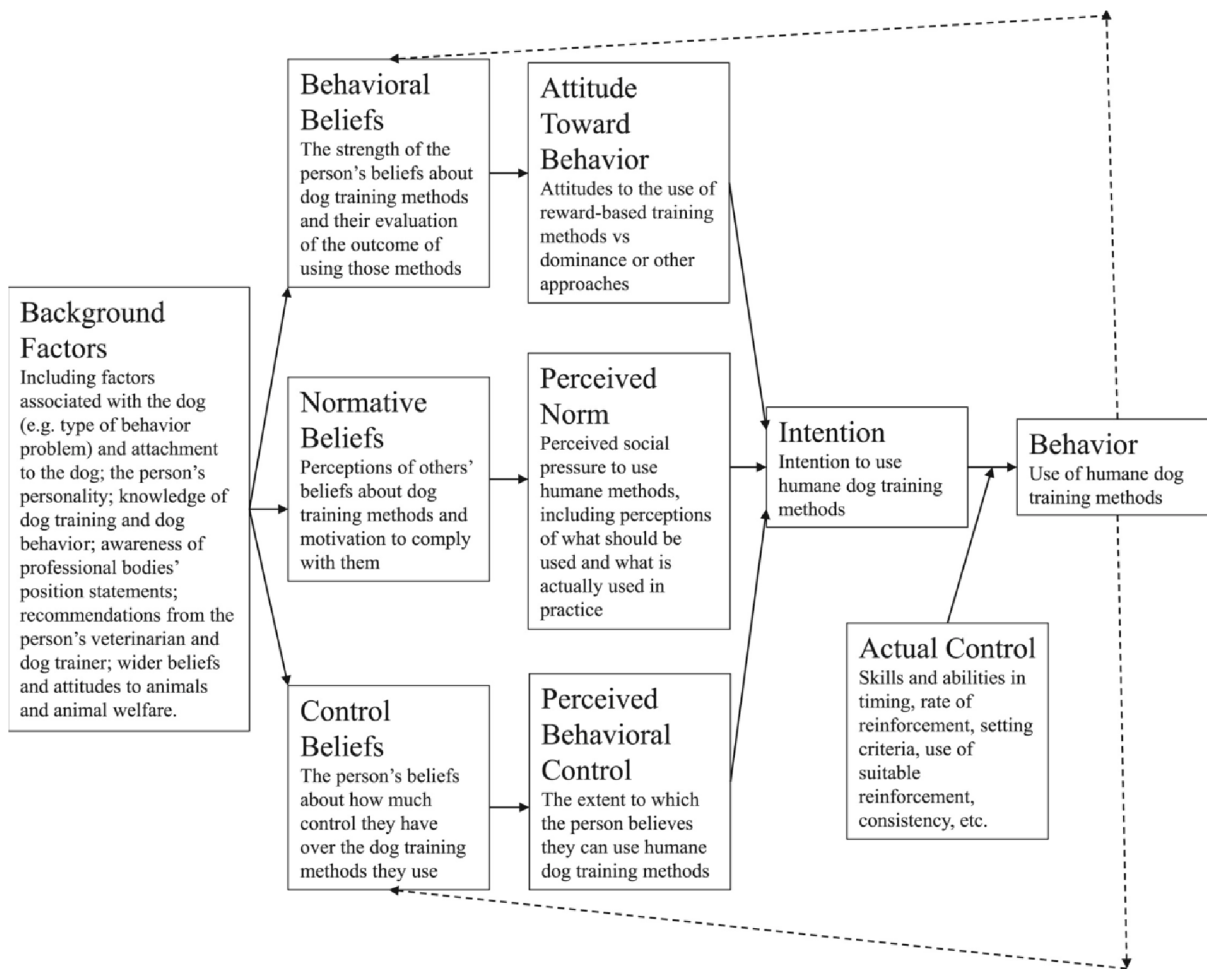 Behavioral
Beliefs
The strength of the
person’s beliefs about
dog training methods
and their evaluation
of the outcome of
using those methods
Attitude
Toward
Behavior
Attitudes to the use of
reward-based training
methods vs
dominance or other
approaches
Background
Factors
Including factors
associated with the dog
(e.g. type of behavior
problem) and attachment
to the dog; the person’s
personality; knowledge of
dog training and dog
behavior; awareness of
professional bodies’
position statements;
recommendations from the
person’s veterinarian and
dog trainer; wider beliefs
and attitudes to animals
and animal welfare.
Normative
Beliefs
Perceptions of others’
beliefs about dog
training methods and
motivation to comply
with them
Perceived
Norm
Perceived social
pressure to use
humane methods,
including perceptions
of what should be
used and what is
actually used in
practice
Intention
Intention to use
humane dog training
methods
Behavior
Use of humane dog
training methods
Control
Beliefs
The person’s beliefs
about how much
control they have
over the dog training
methods they use
Perceived
Behavioral
Control
The extent to which
the person believes
they can use humane
dog training methods
Actual Control
Skills and abilities in
timing, rate of
reinforcement, setting
criteria, use of
suitable
reinforcement,
consistency, etc.